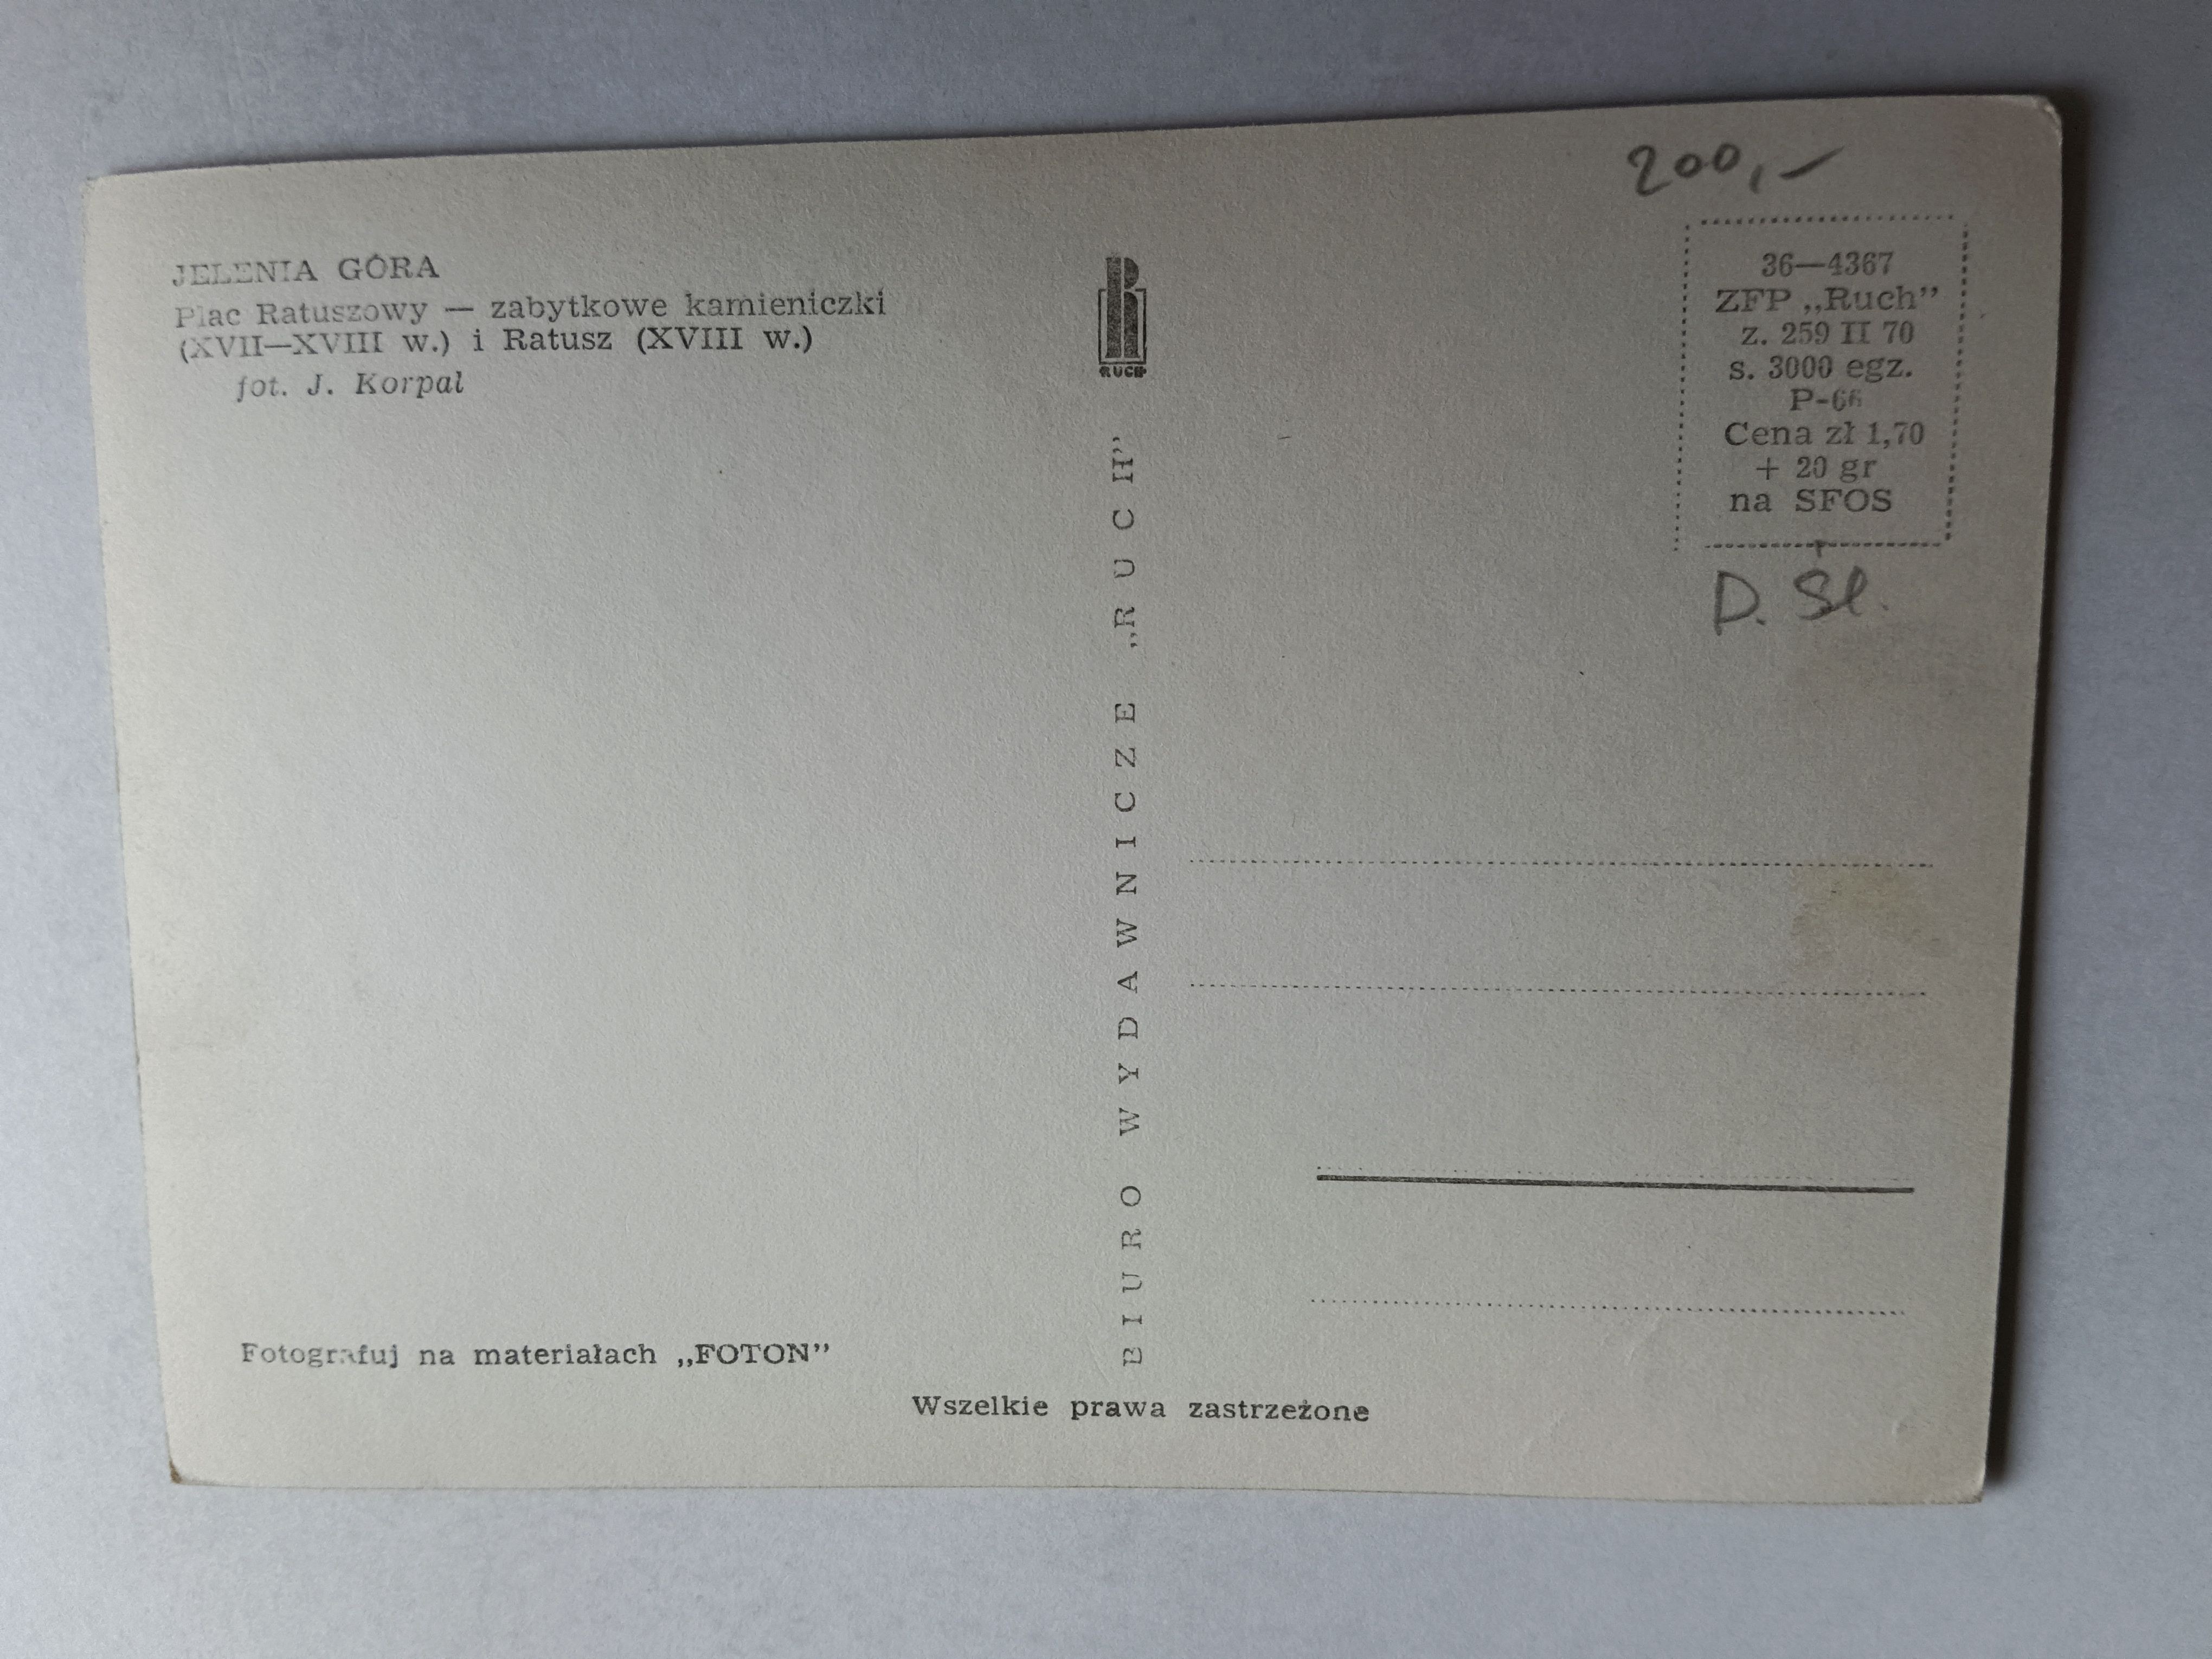 JELENIA GÓRA
Plac Ratuszowy — zabytkowe kamieniczki
(XVII—XVIII w.) i Ratusz (XVIII w.)
fot. J. Korpal
Fotografuj na materiałach „FOTON”
RUCH
BIURO WYDAWNICZE „RUCH”
Wszelkie prawa zastrzeżone
200,-
36—4367
ZFP „Ruch”
z. 259 II 70
s. 3000 egz.
P-66
Cena zł 1,70
+ 20 gr
na SFOS
D. Śl.